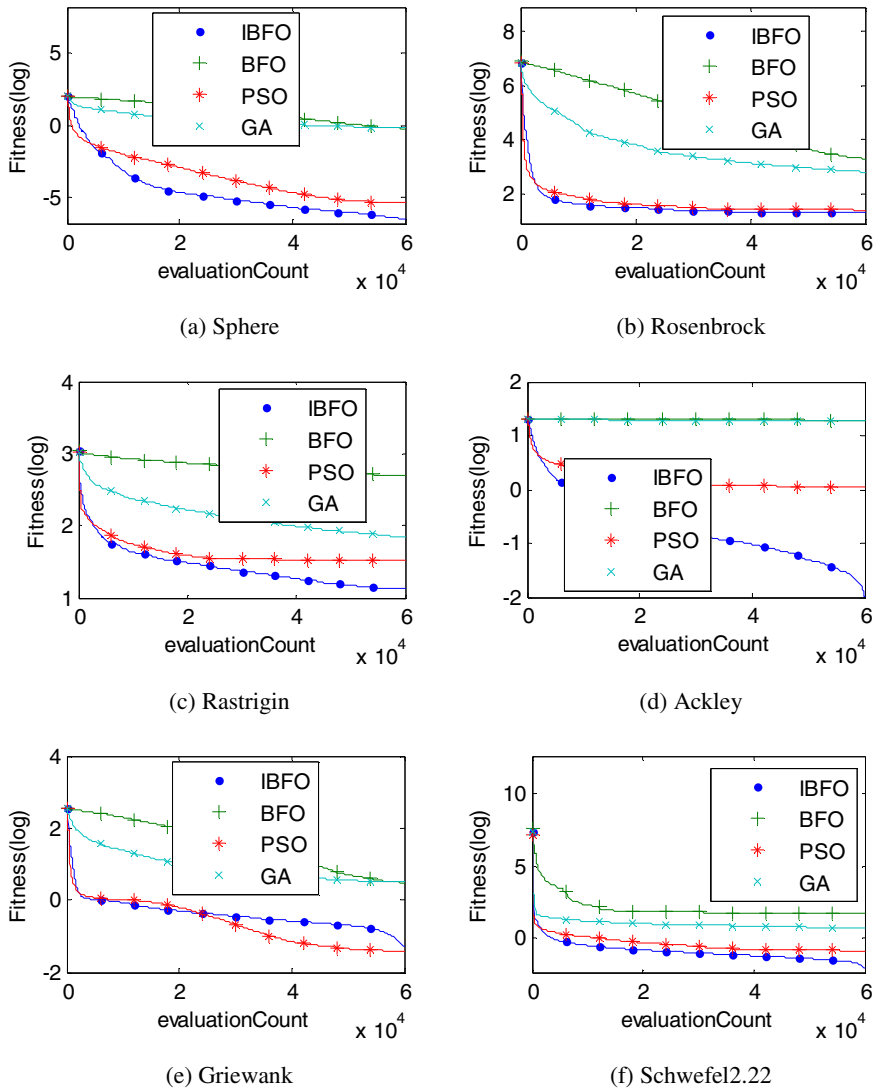 IBFO
BFO
PSO
GA
5
0
-5
Fitness(log)
0 2 4 6
evaluationCount
x 10^4
(a) Sphere
IBFO
BFO
PSO
GA
8
6
4
2
Fitness(log)
0 2 4 6
evaluationCount
x 10^4
(b) Rosenbrock
IBFO
BFO
PSO
GA
4
3
2
1
Fitness(log)
0 2 4 6
evaluationCount
x 10^4
(c) Rastrigin
IBFO
BFO
PSO
GA
2
1
0
-1
-2
Fitness(log)
0 2 4 6
evaluationCount
x 10^4
(d) Ackley
IBFO
BFO
PSO
GA
4
2
0
-2
Fitness(log)
0 2 4 6
evaluationCount
x 10^4
(e) Griewank
IBFO
BFO
PSO
GA
10
5
0
Fitness(log)
0 2 4 6
evaluationCount
x 10^4
(f) Schwefel2.22